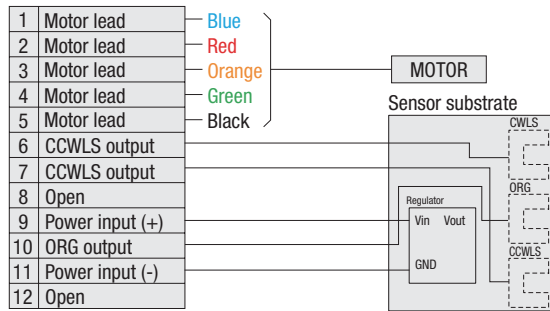 1 Motor lead Blue
2 Motor lead Red
3 Motor lead Orange
4 Motor lead Green
5 Motor lead Black
6 CCWLS output
7 CCWLS output
8 Open
9 Power input (+)
10 ORG output
11 Power input (-)
12 Open
MOTOR
Sensor substrate
CWLS
ORG
CCWLS
Regulator
Vin Vout
GND